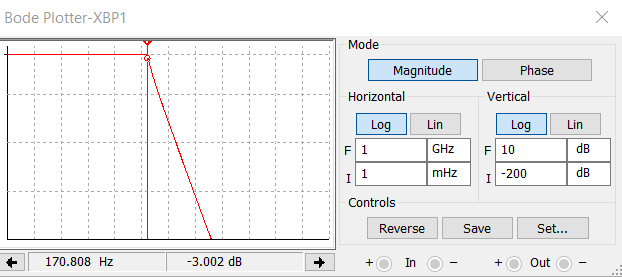 Bode Plotter-XBP1
Mode
Magnitude Phase
Horizontal Vertical
Log Lin Log Lin
F 1 GHz F 10 dB
I 1 mHz I -200 dB
Controls
Reverse Save Set...
170.808 Hz -3.002 dB + In − + Out −